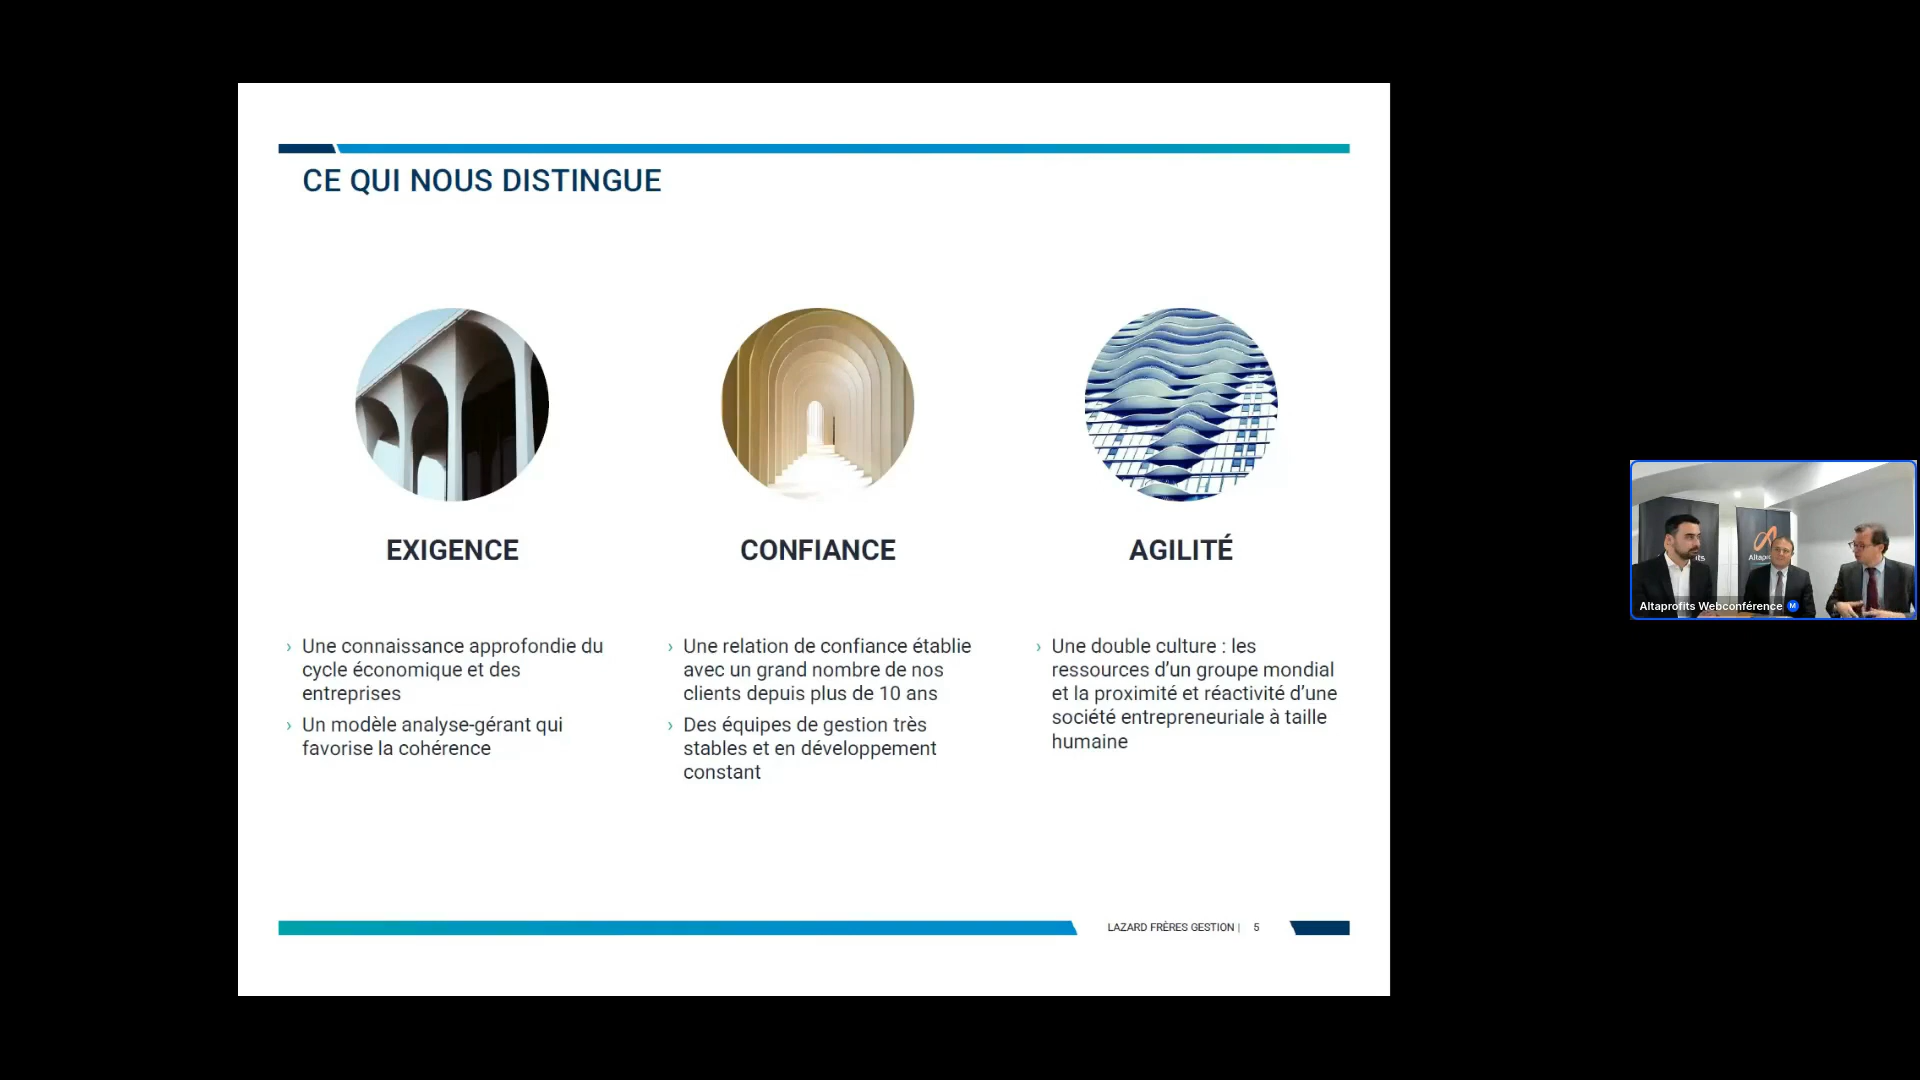 CE QUI NOUS DISTINGUE
EXIGENCE
› Une connaissance approfondie du
cycle économique et des
entreprises
› Un modèle analyse-gérant qui
favorise la cohérence
CONFIANCE
› Une relation de confiance établie
avec un grand nombre de nos
clients depuis plus de 10 ans
› Des équipes de gestion très
stables et en développement
constant
AGILITÉ
› Une double culture : les
ressources d’un groupe mondial
et la proximité et réactivité d’une
société entrepreneuriale à taille
humaine
LAZARD FRÈRES GESTION | 5
Altaprofits Webconférence M